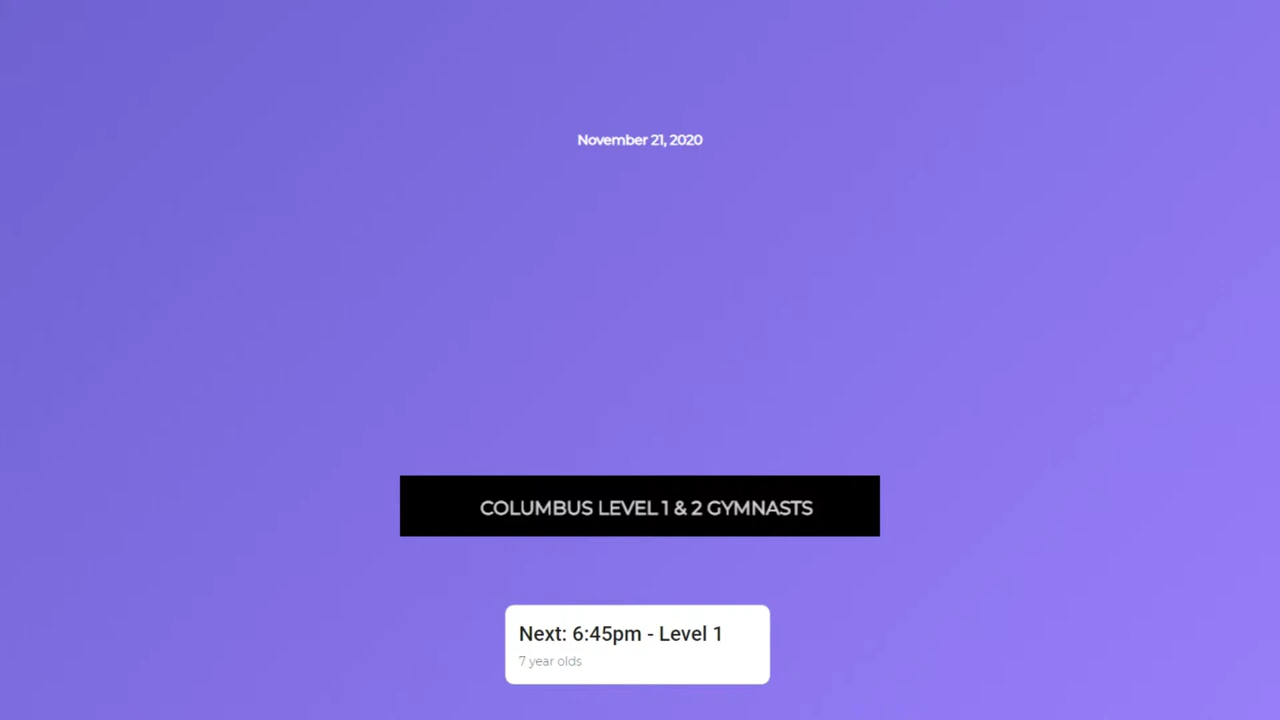 November 21, 2020
COLUMBUS LEVEL 1 & 2 GYMNASTS
Next: 6:45pm - Level 1
7 year olds